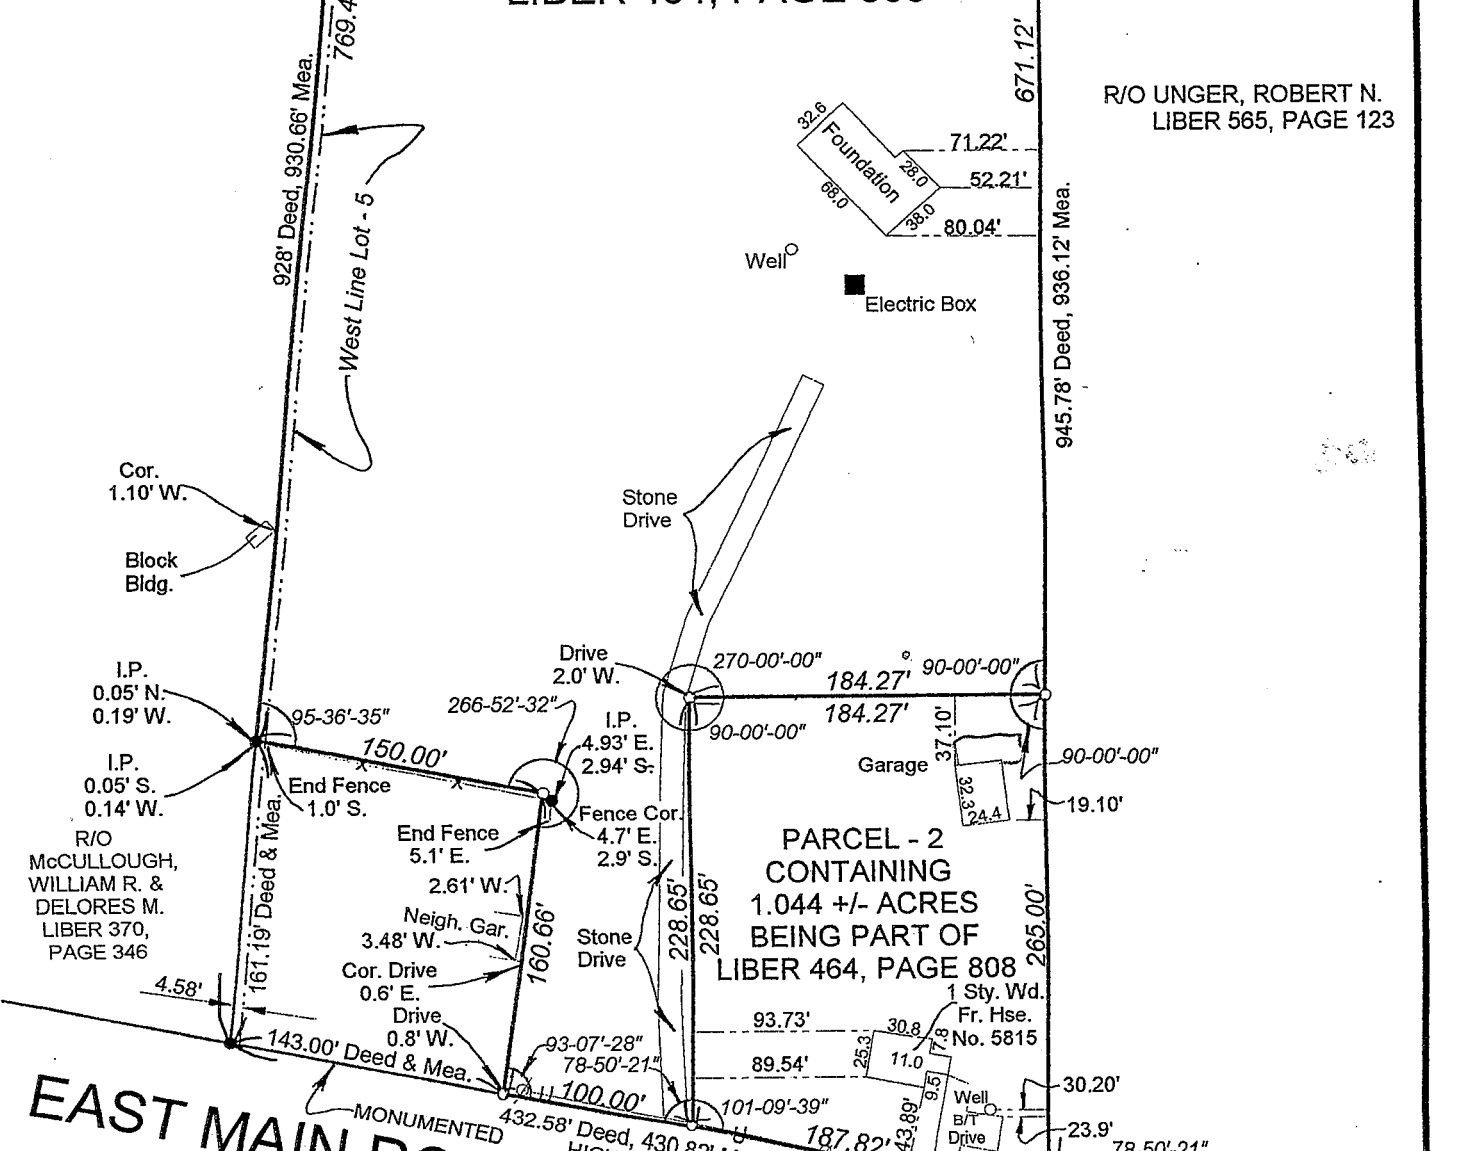 769.4
671.12'
R/O UNGER, ROBERT N.
LIBER 565, PAGE 123
928' Deed, 930.66' Mea.
West Line Lot - 5
32.6
Foundation
68.0
28.0
38.0
71.22'
52.21'
80.04'
Well
Electric Box
945.78' Deed, 936.12' Mea.
Cor.
1.10' W.
Block
Bldg.
Stone
Drive
I.P.
0.05' N.
0.19' W.
I.P.
0.05' S.
0.14' W.
95-36'-35"
150.00'
X
X
End Fence
1.0' S.
266-52'-32"
Drive
2.0' W.
270-00'-00"
184.27'
90-00'-00"
184.27'
90-00'-00"
I.P.
4.93' E.
2.94' S.
Fence Cor.
4.7' E.
2.9' S.
End Fence
5.1' E.
2.61' W.
Neigh. Gar.
3.48' W.
Cor. Drive
0.6' E.
Drive
0.8' W.
160.66'
161.19' Deed & Mea.
R/O
McCULLOUGH,
WILLIAM R. &
DELORES M.
LIBER 370,
PAGE 346
4.58'
143.00' Deed & Mea.
Stone
Drive
228.65'
228.65'
37.10'
Garage
32.3
24.4
90-00'-00"
19.10'
PARCEL - 2
CONTAINING
1.044 +/- ACRES
BEING PART OF
LIBER 464, PAGE 808
265.00'
1 Sty. Wd.
Fr. Hse.
No. 5815
93.73'
89.54'
30.8
25.3
7.8
11.0
9.5
Well
B/T
Drive
30.20'
23.9'
93-07'-28"
78-50'-21"
100.00'
101-09'-39"
187.82'
432.58' Deed, 430.82'
MONUMENTED
EAST MAIN
78-50'-21"